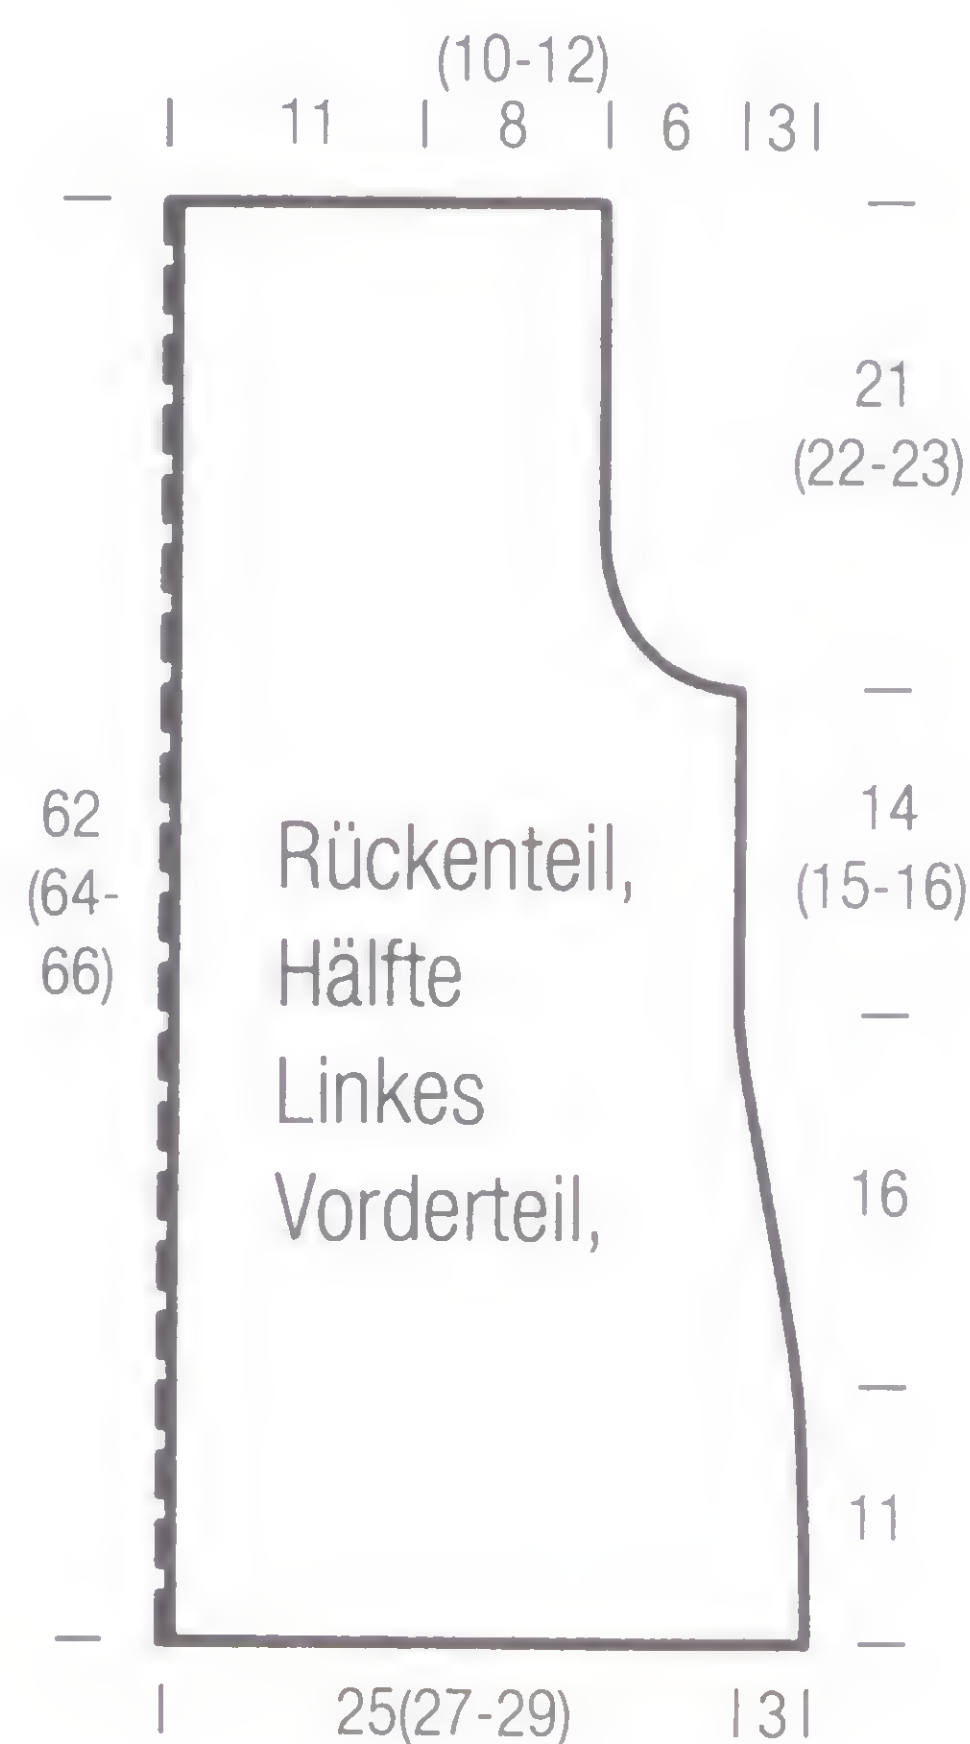 (10-12)
11 8 6 3
21
(22-23)
62
(64-
66)
14
(15-16)
Rückenteil,
Hälfte
Linkes
Vorderteil,
16
11
25(27-29) 3